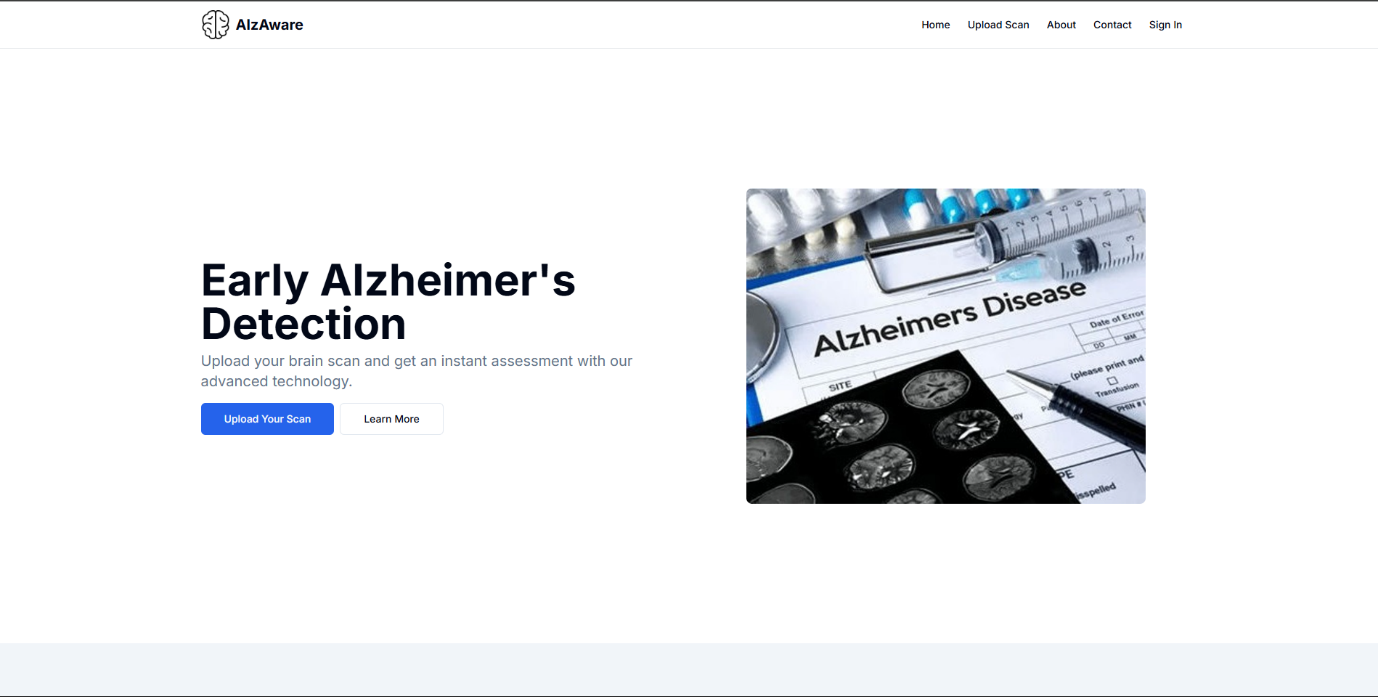 AlzAware
Home
Upload Scan
About
Contact
Sign In
Early Alzheimer's
Detection
Upload your brain scan and get an instant assessment with our
advanced technology.
Upload Your Scan
Learn More
Alzheimers Disease
Date of Error
DD
MM
SITE
(please print and
Transfusion
PHN #
isspelled